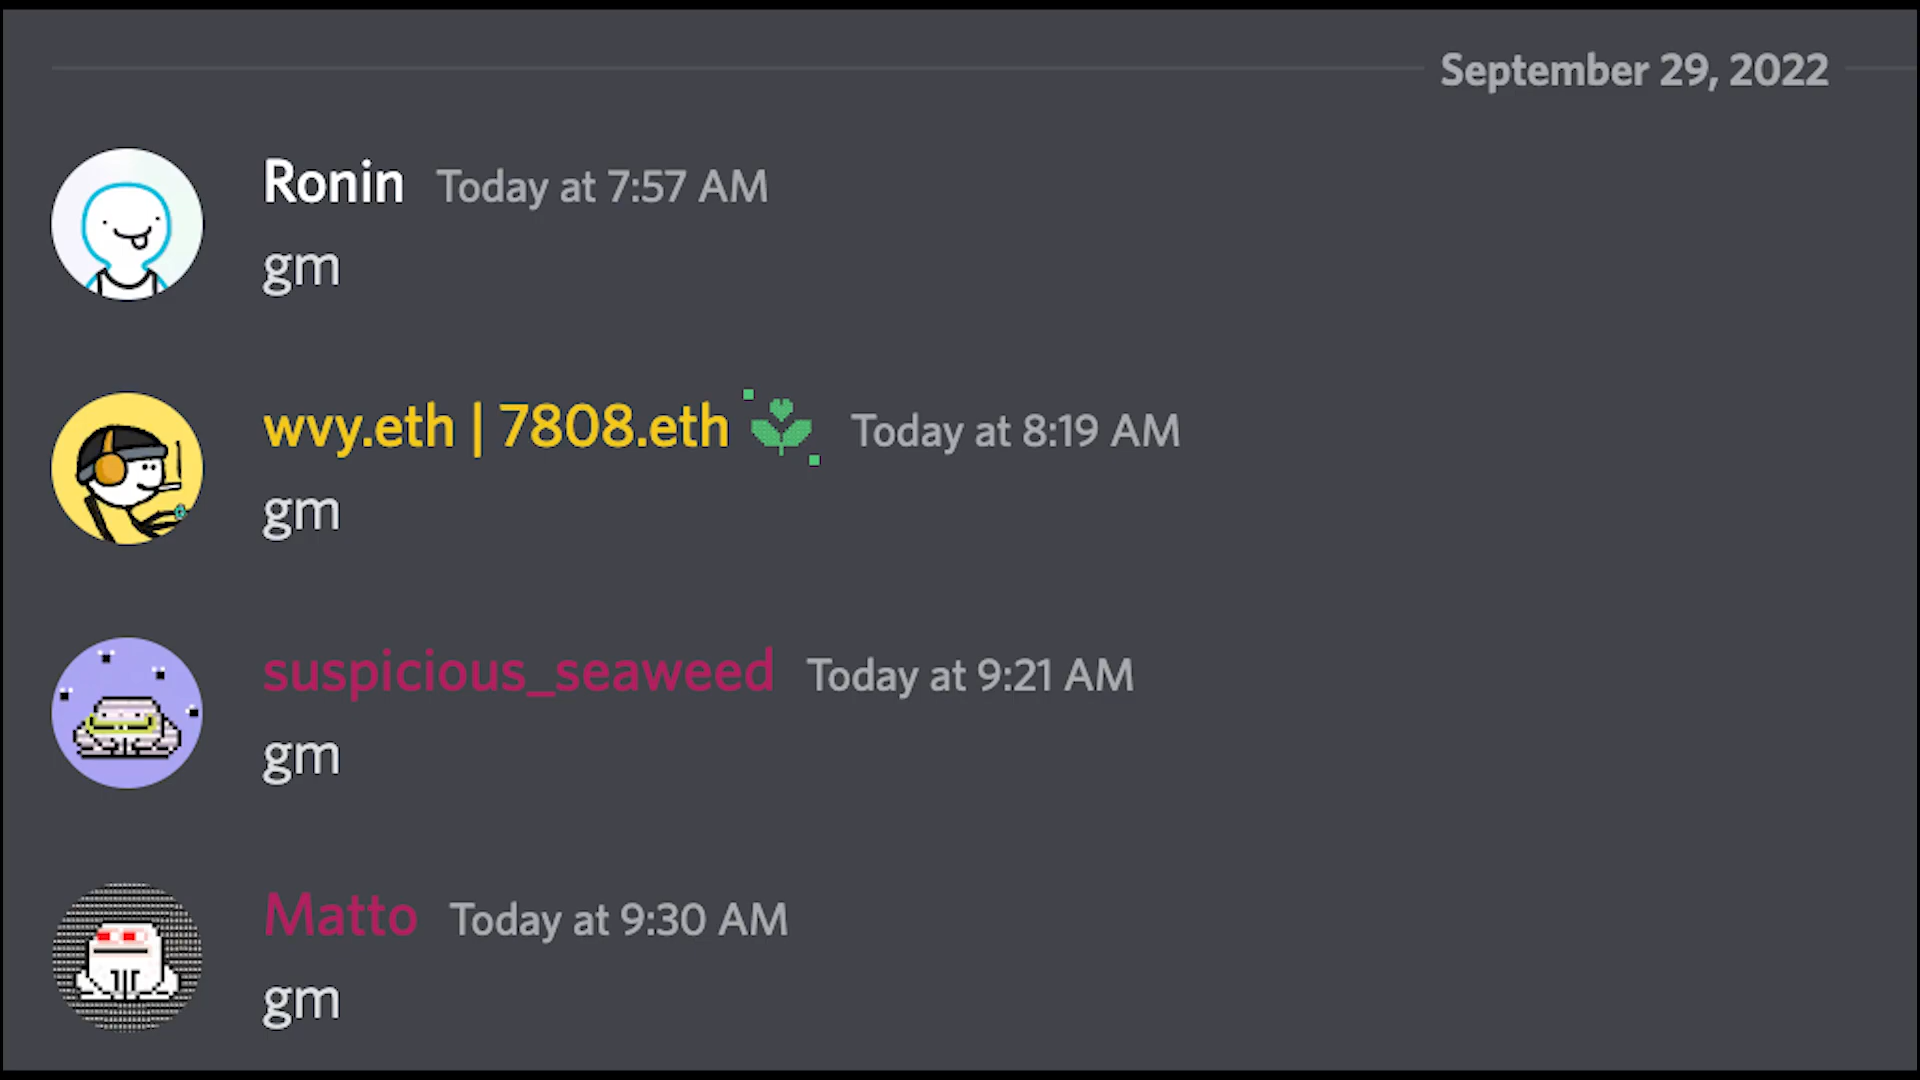 September 29, 2022
Ronin Today at 7:57 AM
gm
wvy.eth | 7808.eth Today at 8:19 AM
gm
suspicious_seaweed Today at 9:21 AM
gm
Matto Today at 9:30 AM
gm